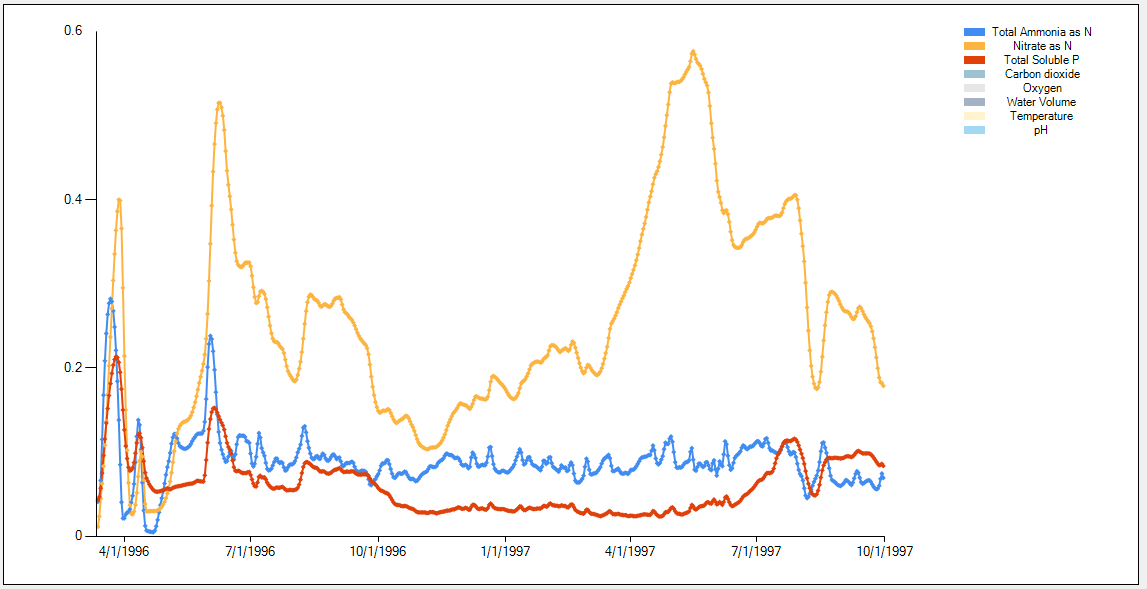 0.6
0.4
0.2
0
4/1/1996 7/1/1996 10/1/1996 1/1/1997 4/1/1997 7/1/1997 10/1/1997
Total Ammonia as N
Nitrate as N
Total Soluble P
Carbon dioxide
Oxygen
Water Volume
Temperature
pH